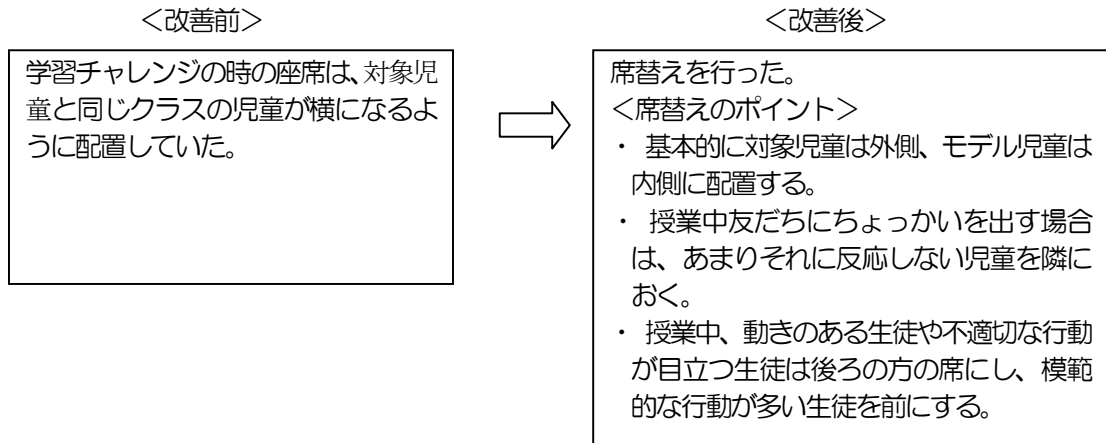 <改善前>
学習チャレンジの時の座席は、対象児
童と同じクラスの児童が横になるよ
うに配置していた。
<改善後>
席替えを行った。
<席替えのポイント>
・ 基本的に対象児童は外側、モデル児童は
内側に配置する。
・ 授業中友だちにちょっかいを出す場合
は、あまりそれに反応しない児童を隣に
おく。
・ 授業中、動きのある生徒や不適切な行動
が目立つ生徒は後ろの方の席にし、模範
的な行動が多い生徒を前にする。